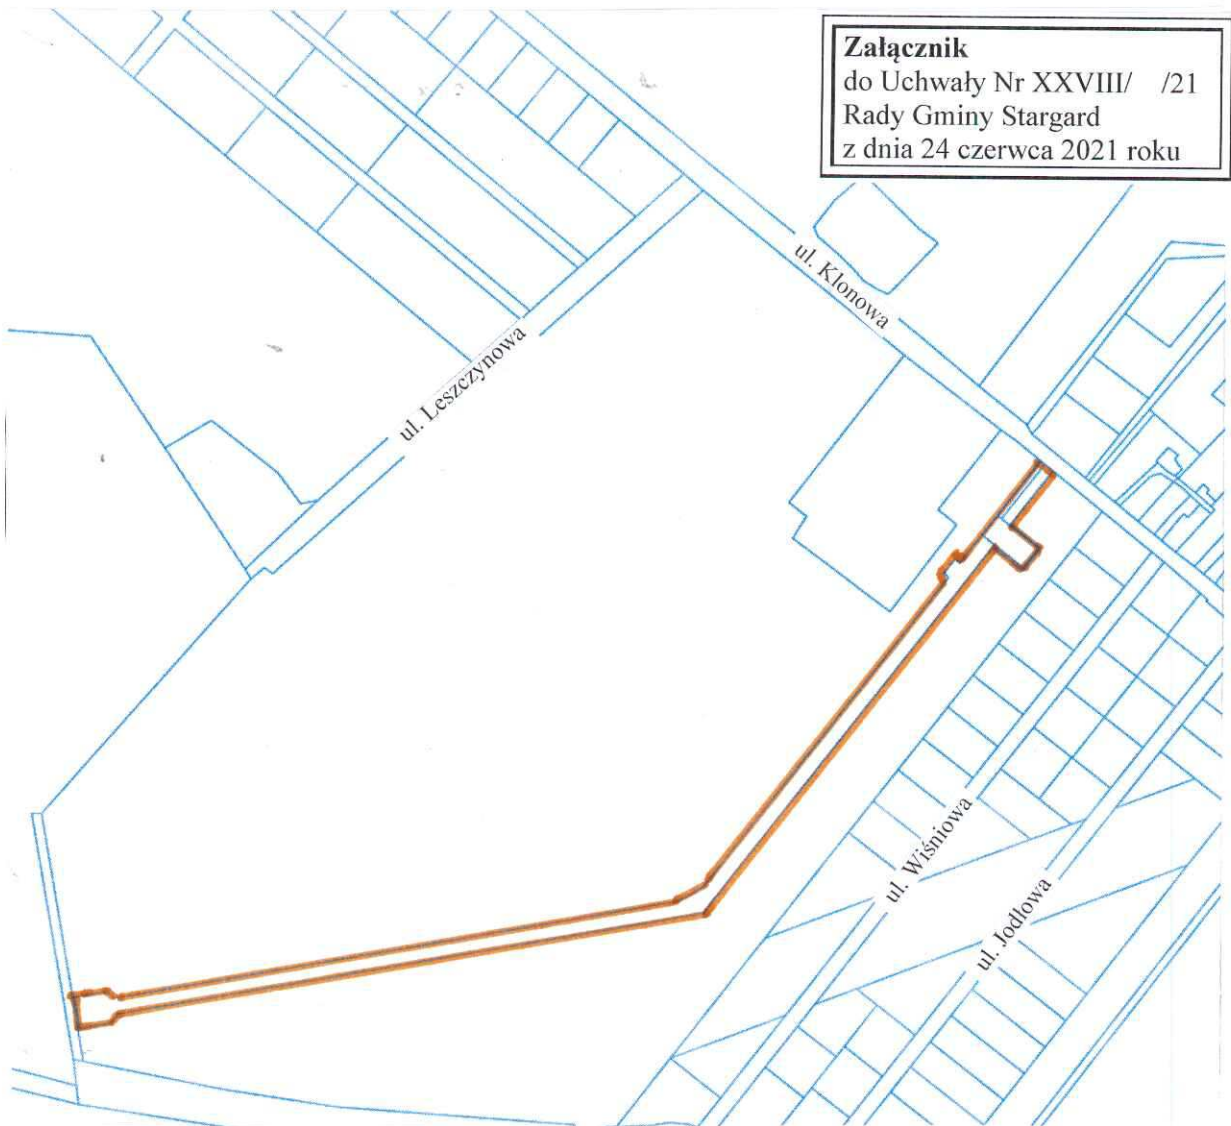 Załącznik
do Uchwały Nr XXVIII/ /21
Rady Gminy Stargard
z dnia 24 czerwca 2021 roku
ul. Klonowa
ul. Leszczynowa
ul. Wiśniowa
ul. Jodłowa